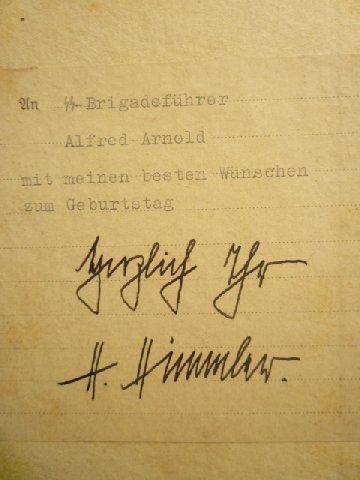 An ᛋᛋ-Brigadeführer
Alfred Arnold
mit meinen besten Wünschen
zum Geburtstag
Herzlich Ihr
H. Himmler.